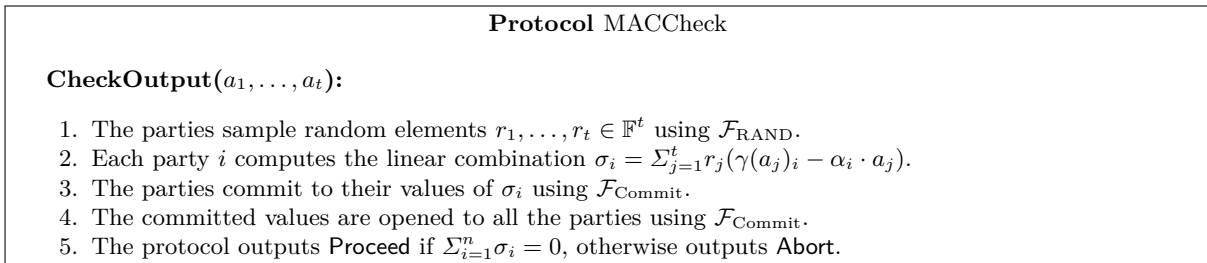 Protocol MACCheck
CheckOutput(a₁, . . . , aₜ):
1. The parties sample random elements r₁, . . . , rₜ ∈ 𝔽ᵗ using ℱ_RAND.
2. Each party i computes the linear combination σᵢ = Σⱼ₌₁ᵗ rⱼ(γ(aⱼ)ᵢ − αᵢ · aⱼ).
3. The parties commit to their values of σᵢ using ℱ_Commit.
4. The committed values are opened to all the parties using ℱ_Commit.
5. The protocol outputs Proceed if Σᵢ₌₁ⁿσᵢ = 0, otherwise outputs Abort.